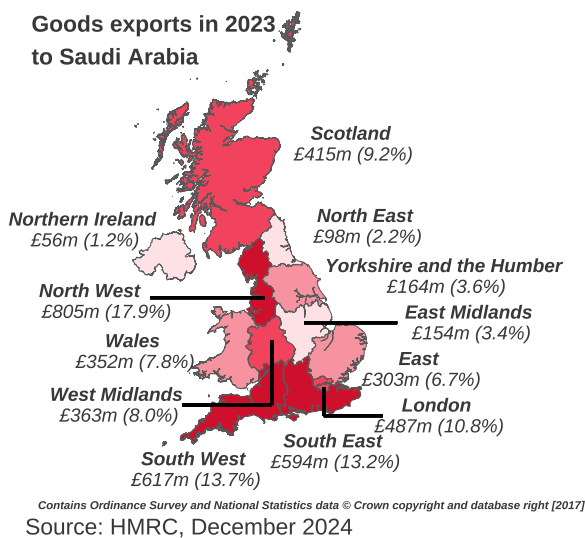 Goods exports in 2023
to Saudi Arabia
Scotland
£415m (9.2%)
Northern Ireland
£56m (1.2%)
North East
£98m (2.2%)
Yorkshire and the Humber
£164m (3.6%)
North West
£805m (17.9%)
East Midlands
£154m (3.4%)
Wales
£352m (7.8%)
East
£303m (6.7%)
West Midlands
£363m (8.0%)
London
£487m (10.8%)
South East
£594m (13.2%)
South West
£617m (13.7%)
Contains Ordinance Survey and National Statistics data © Crown copyright and database right [2017]
Source: HMRC, December 2024